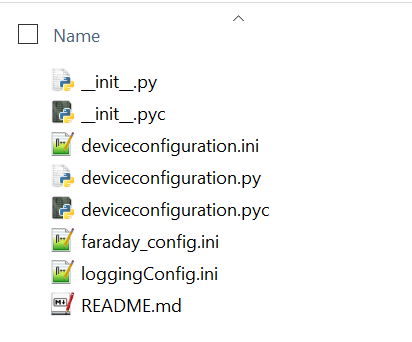 Name
__init__.py
__init__.pyc
deviceconfiguration.ini
deviceconfiguration.py
deviceconfiguration.pyc
faraday_config.ini
loggingConfig.ini
README.md